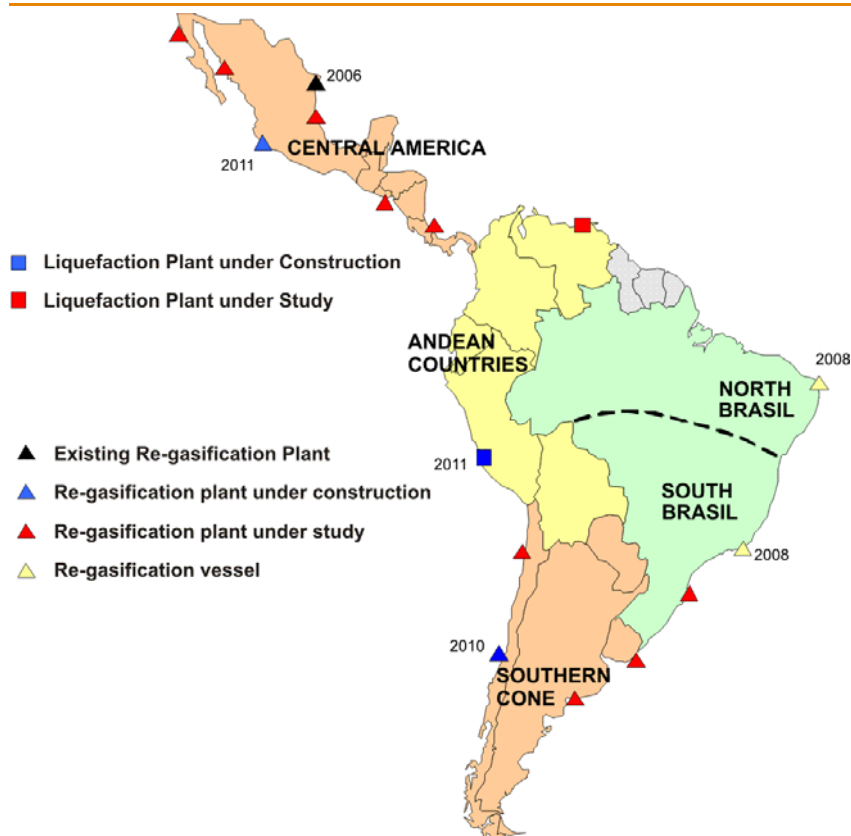 2006
CENTRAL AMERICA
2011
Liquefaction Plant under Construction
Liquefaction Plant under Study
ANDEAN
COUNTRIES
2008
NORTH
BRASIL
Existing Re-gasification Plant
2011
Re-gasification plant under construction
SOUTH
BRASIL
Re-gasification plant under study
2008
Re-gasification vessel
2010
SOUTHERN
CONE